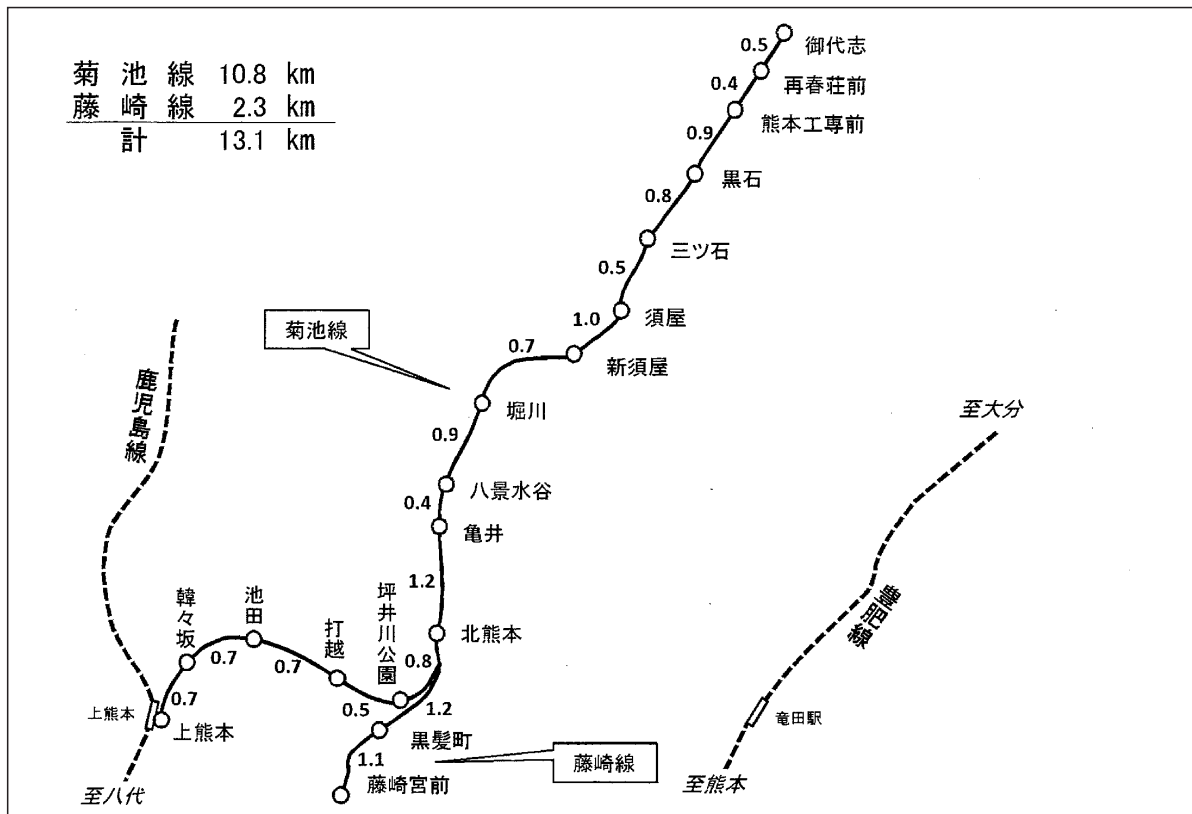 菊池線 10.8 km
藤崎線 2.3 km
計 13.1 km
御代志
0.5
再春荘前
0.4
熊本工専前
0.9
黒石
0.8
三ツ石
0.5
須屋
1.0
新須屋
0.7
堀川
0.9
八景水谷
0.4
亀井
1.2
北熊本
0.8
坪井川公園
0.5
打越
0.7
池田
0.7
韓々坂
0.7
上熊本
上熊本
1.2
黒髪町
1.1
藤崎宮前
菊池線
藤崎線
鹿児島線
至八代
至大分
豊肥線
竜田駅
至熊本